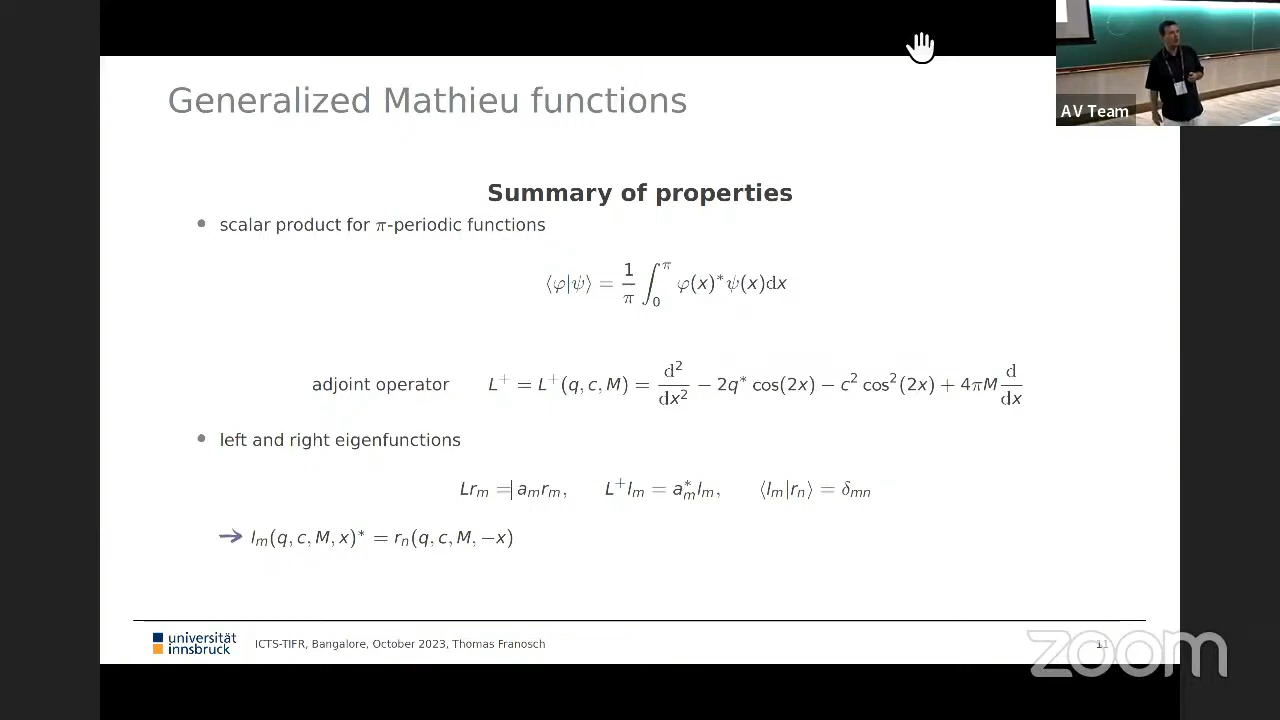 Generalized Mathieu functions
AV Team
Summary of properties
• scalar product for π-periodic functions
⟨φ|ψ⟩ = 1/π ∫₀^π φ(x)*ψ(x)dx
adjoint operator L⁺ = L⁺(q, c, M) = d²/dx² − 2q* cos(2x) − c² cos²(2x) + 4πM d/dx
• left and right eigenfunctions
Lr_m = a_m r_m, L⁺l_m = a*_m l_m, ⟨l_m|r_n⟩ = δ_mn
→ l_m(q, c, M, x)* = r_n(q, c, M, −x)
universität
innsbruck
ICTS-TIFR, Bangalore, October 2023, Thomas Franosch
11
zoom